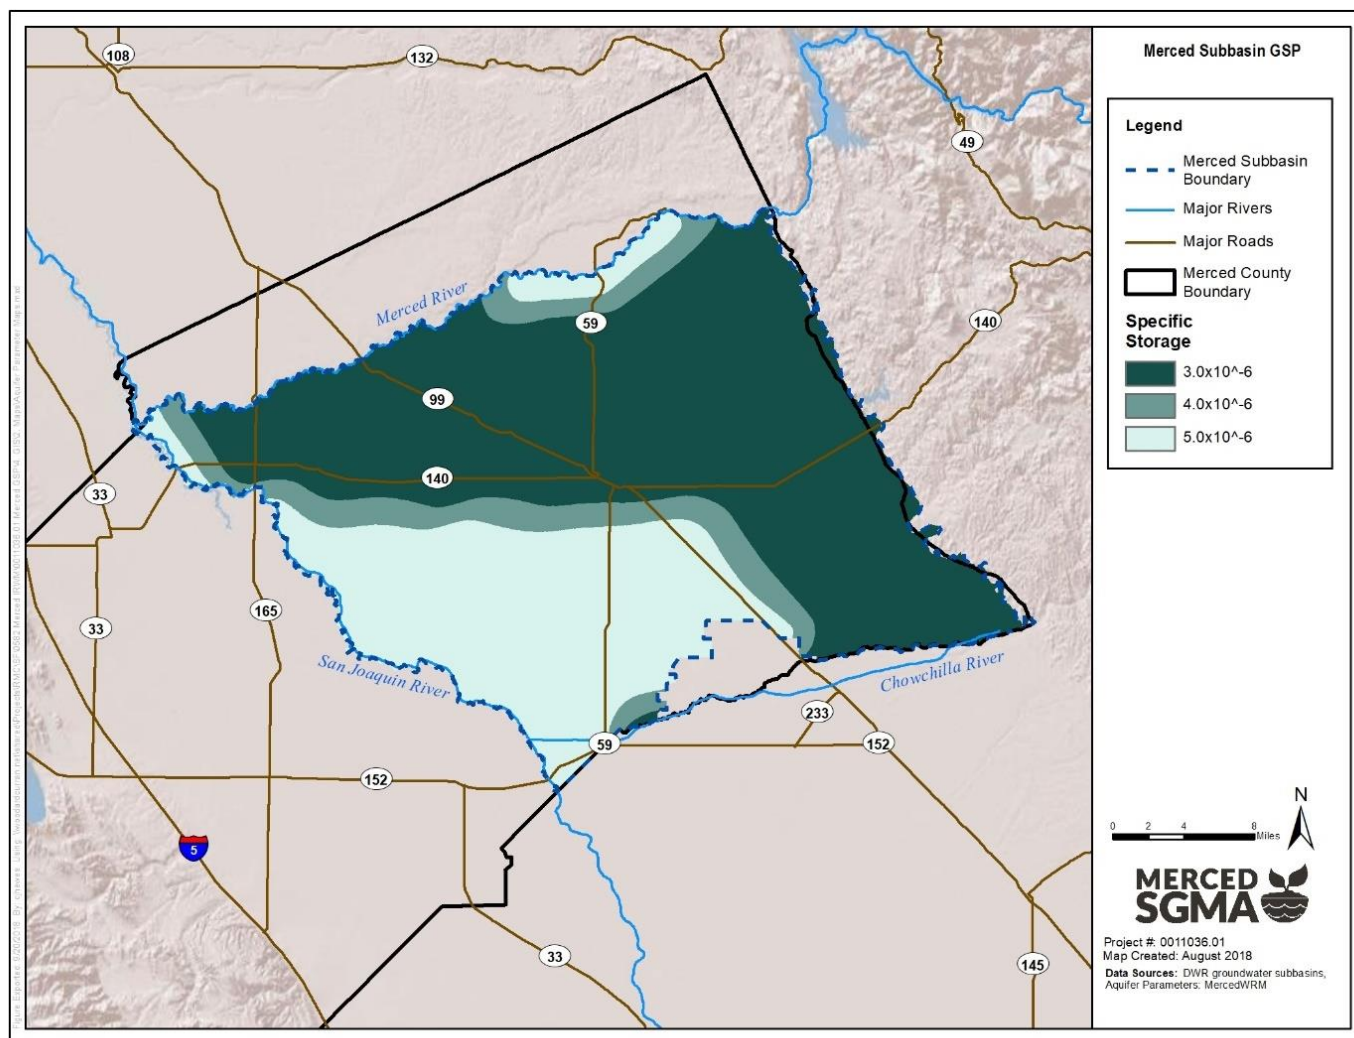 Merced Subbasin GSP
Legend
Merced Subbasin
Boundary
Major Rivers
Major Roads
Merced County
Boundary
Specific
Storage
3.0x10^-6
4.0x10^-6
5.0x10^-6
108
132
49
Merced River
59
140
99
140
33
165
33
San Joaquin River
Chowchilla River
233
59
152
152
5
33
145
N
0 2 4 8
Miles
MERCED
SGMA
Project #: 0011036.01
Map Created: August 2018
Data Sources: DWR groundwater subbasins,
Aquifer Parameters: MercedWRM